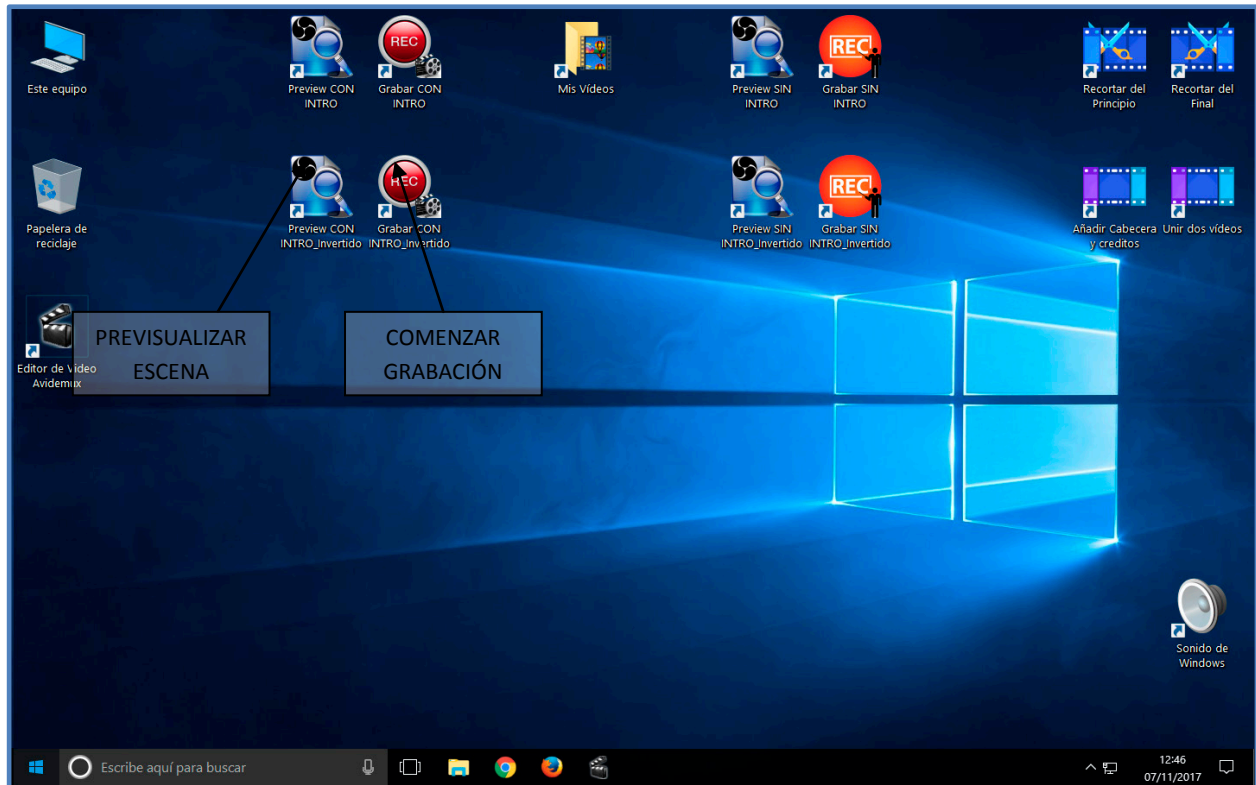 Este equipo
Preview CON
INTRO
REC
Grabar CON
INTRO
Mis Vídeos
Preview SIN
INTRO
REC
Grabar SIN
INTRO
Recortar del
Principio
Recortar del
Final
Papelera de
reciclaje
Preview CON
INTRO_Invertido
REC
Grabar CON
INTRO_Invertido
Preview SIN
INTRO_Invertido
REC
Grabar SIN
INTRO_Invertido
Añadir Cabecera
y creditos
Unir dos vídeos
Editor de Video
Avidemux
PREVISUALIZAR
ESCENA
COMENZAR
GRABACIÓN
Sonido de
Windows
Escribe aquí para buscar
12:46
07/11/2017